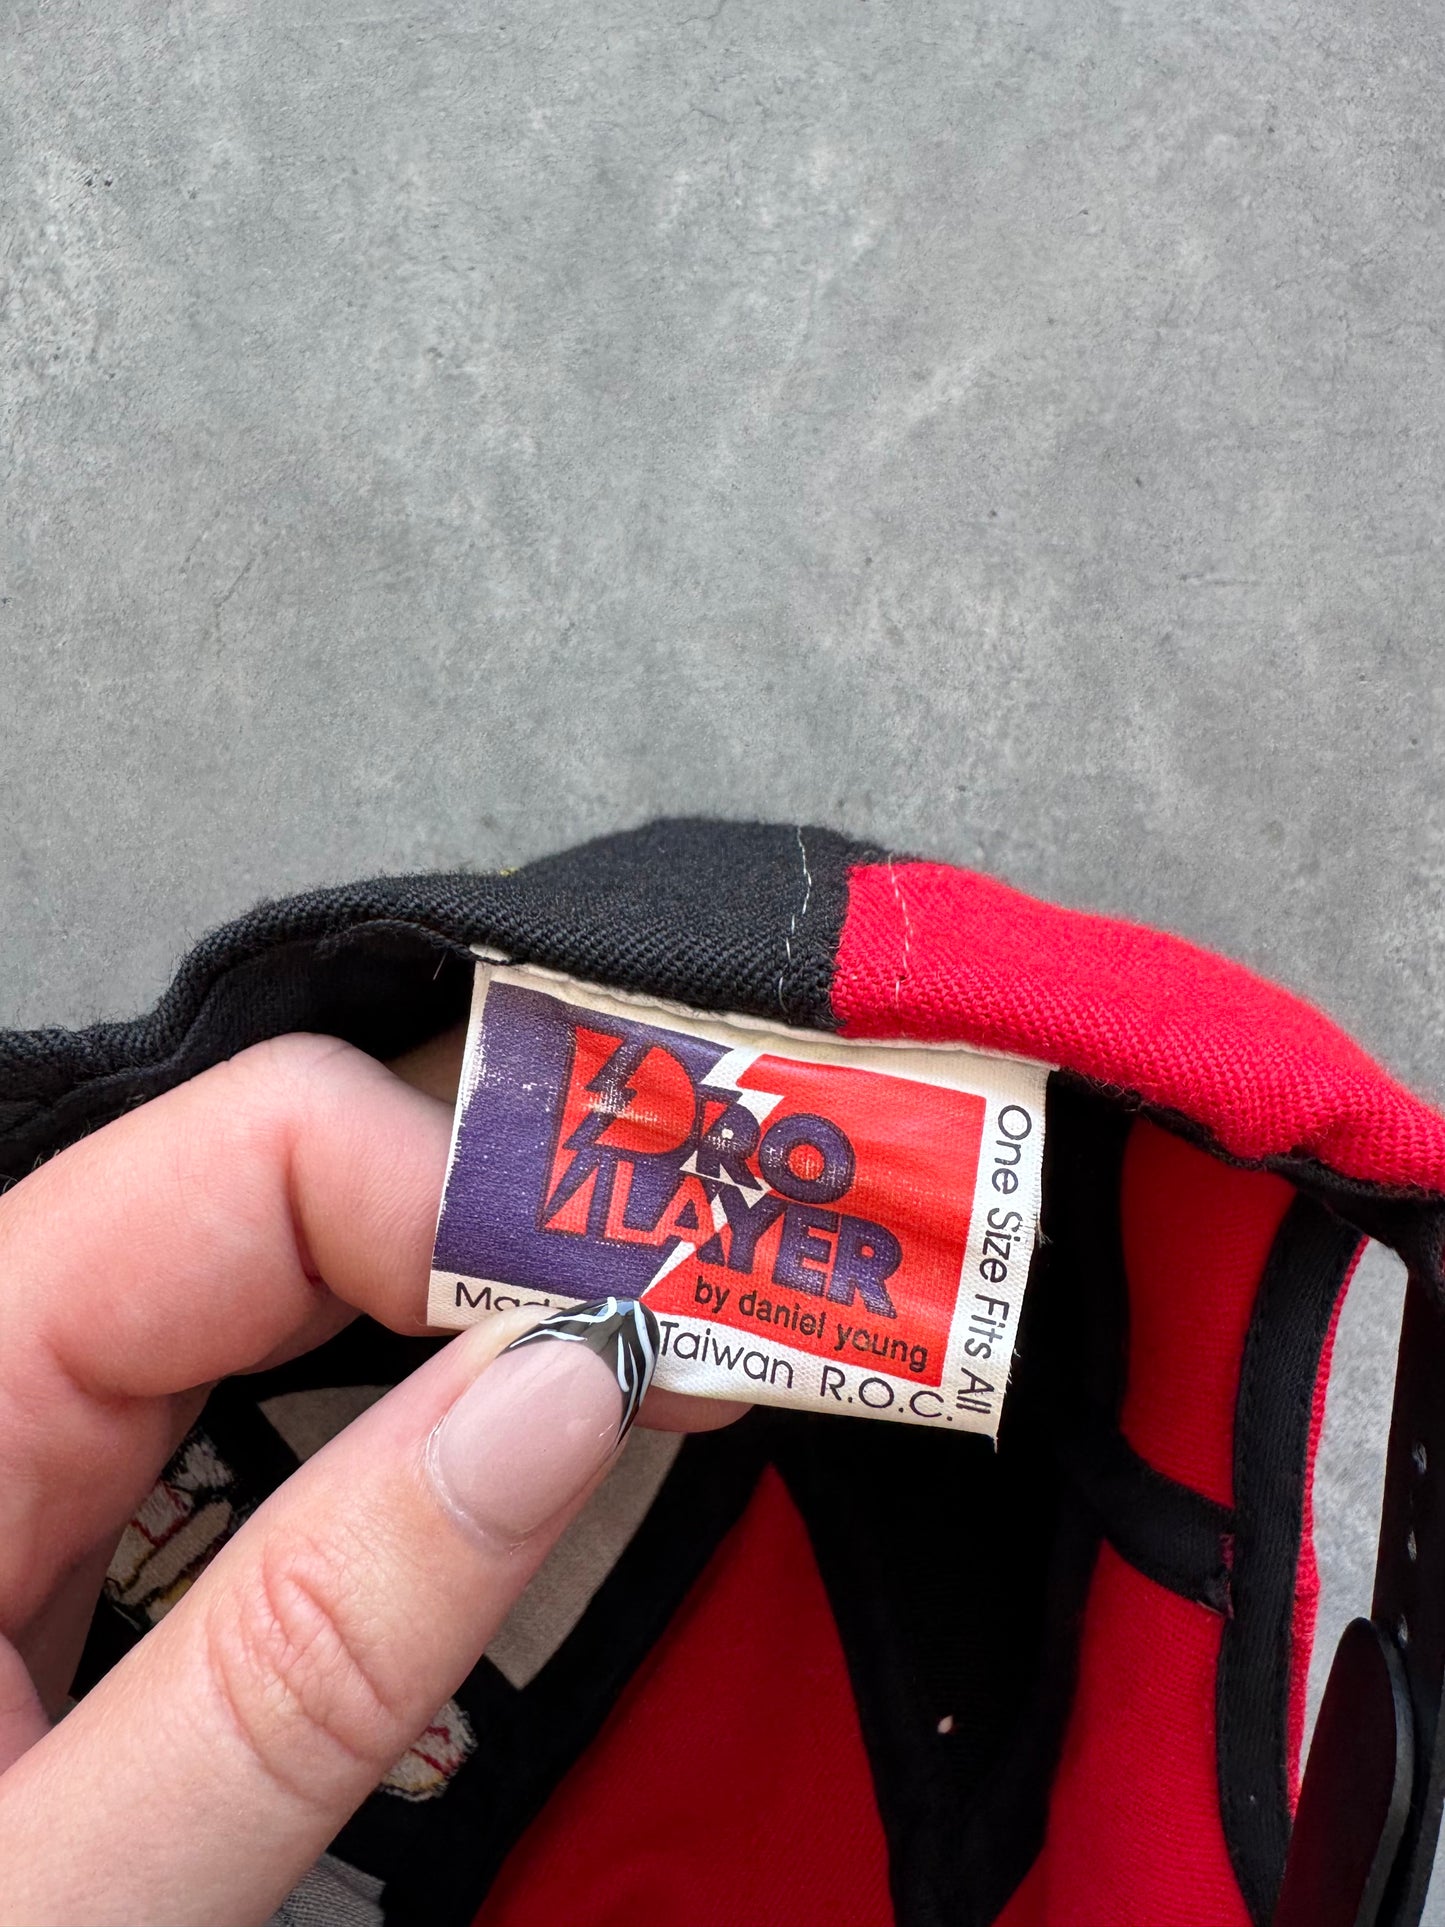 PRO
PLAYER
by daniel young
Taiwan R.O.C.
One Size Fits All